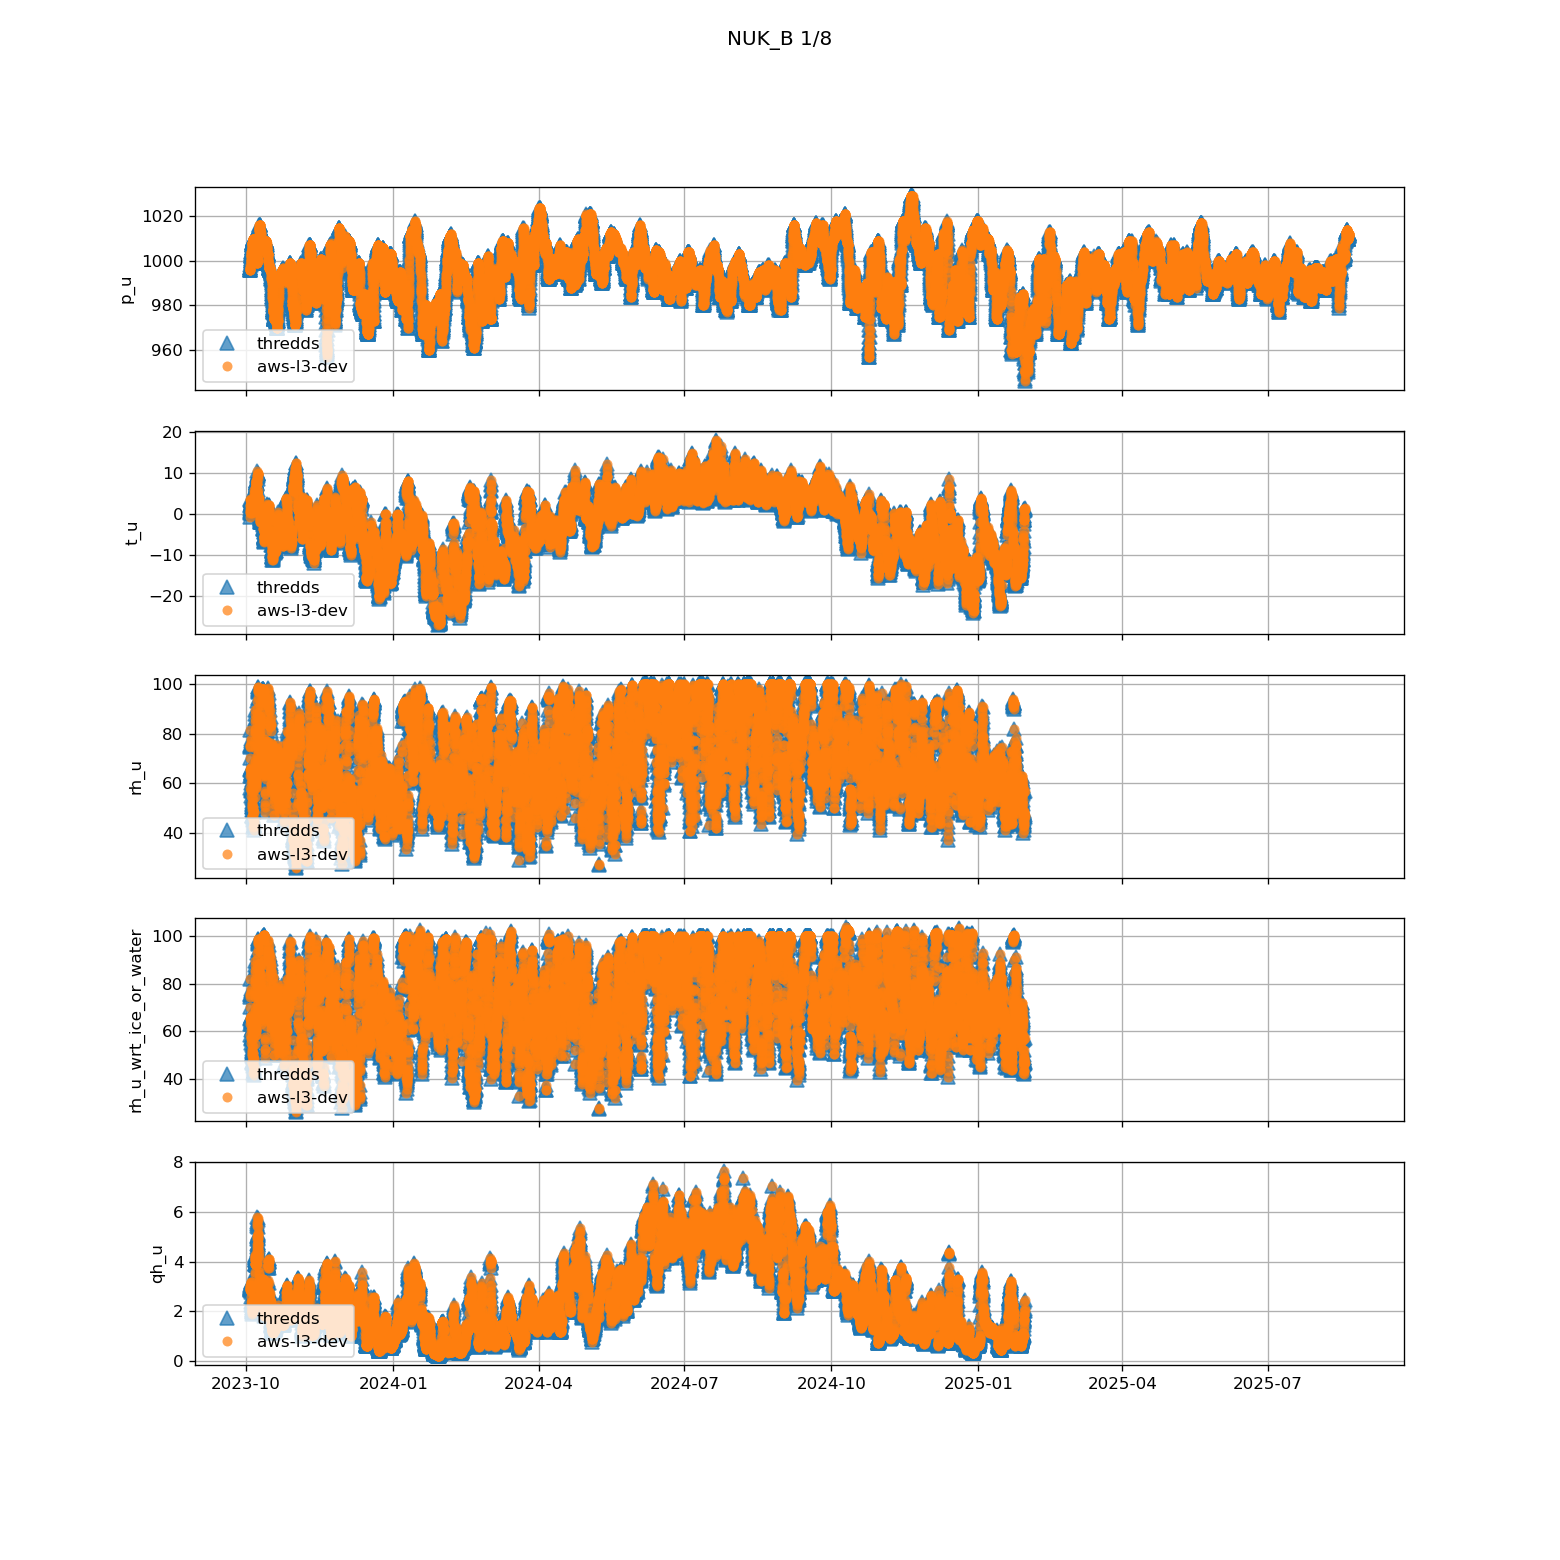 NUK_B 1/8
1020
1000
980
960
p_u
thredds
aws-l3-dev
20
10
0
−10
−20
t_u
thredds
aws-l3-dev
100
80
60
40
rh_u
thredds
aws-l3-dev
100
80
60
40
rh_u_wrt_ice_or_water
thredds
aws-l3-dev
8
6
4
2
0
qh_u
thredds
aws-l3-dev
2023-10 2024-01 2024-04 2024-07 2024-10 2025-01 2025-04 2025-07